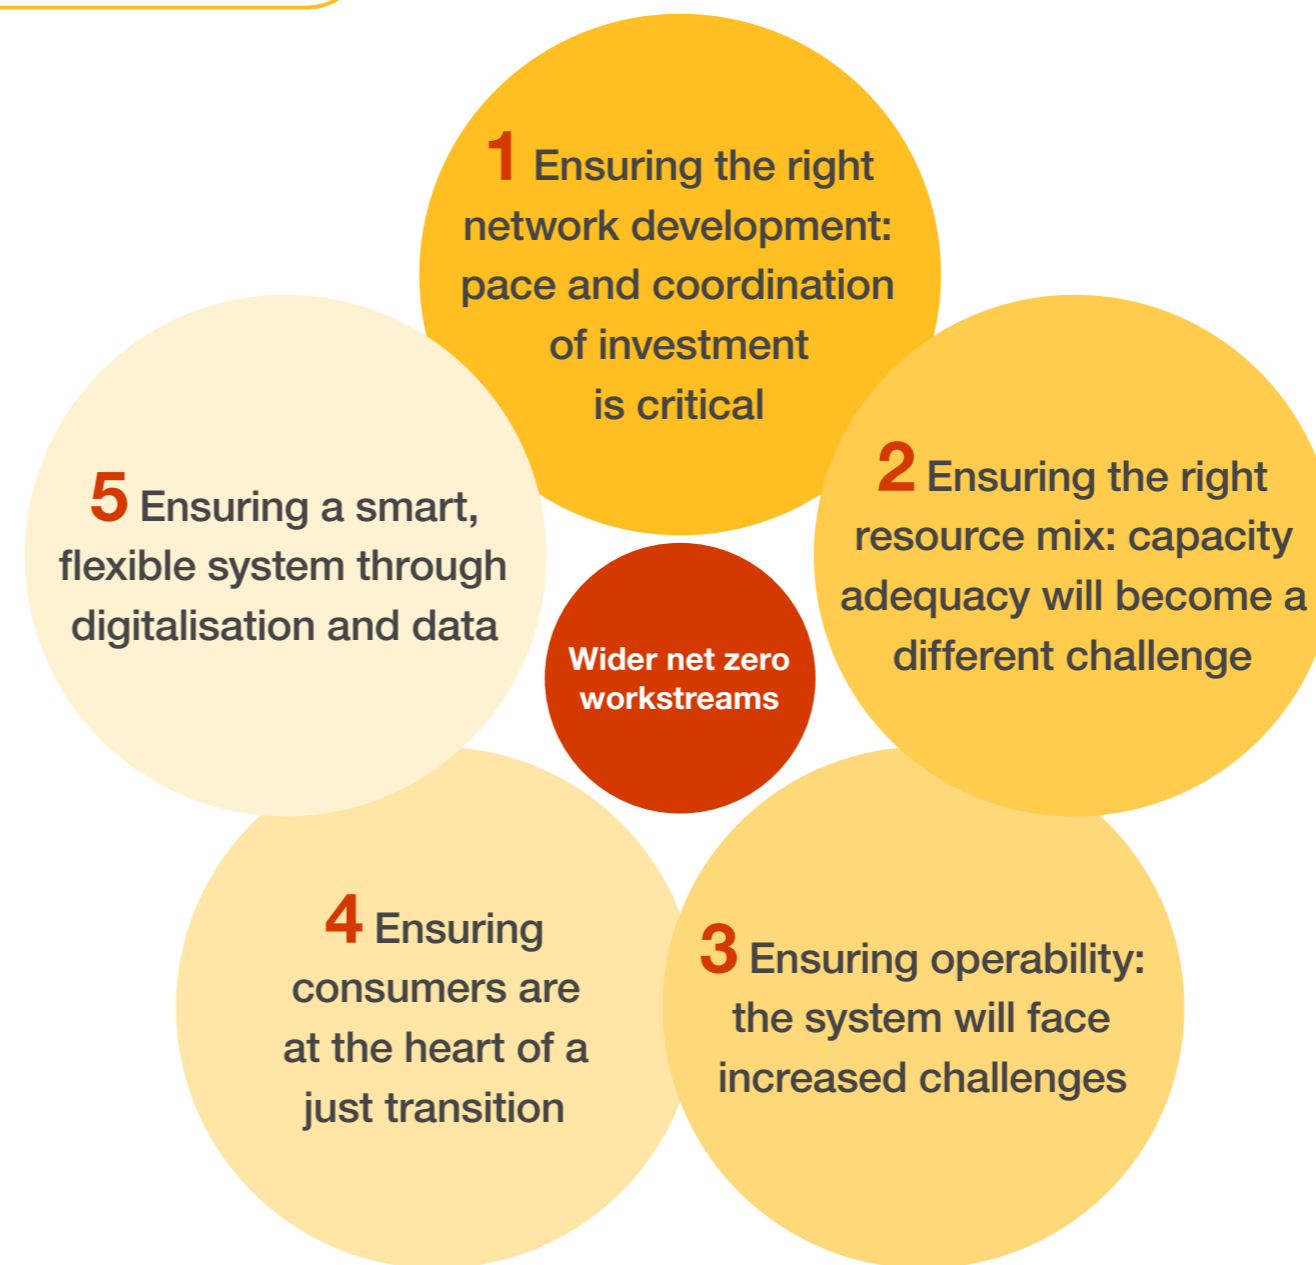 1 Ensuring the right
network development:
pace and coordination
of investment
is critical
2 Ensuring the right
resource mix: capacity
adequacy will become a
different challenge
3 Ensuring operability:
the system will face
increased challenges
4 Ensuring
consumers are
at the heart of a
just transition
5 Ensuring a smart,
flexible system through
digitalisation and data
Wider net zero
workstreams